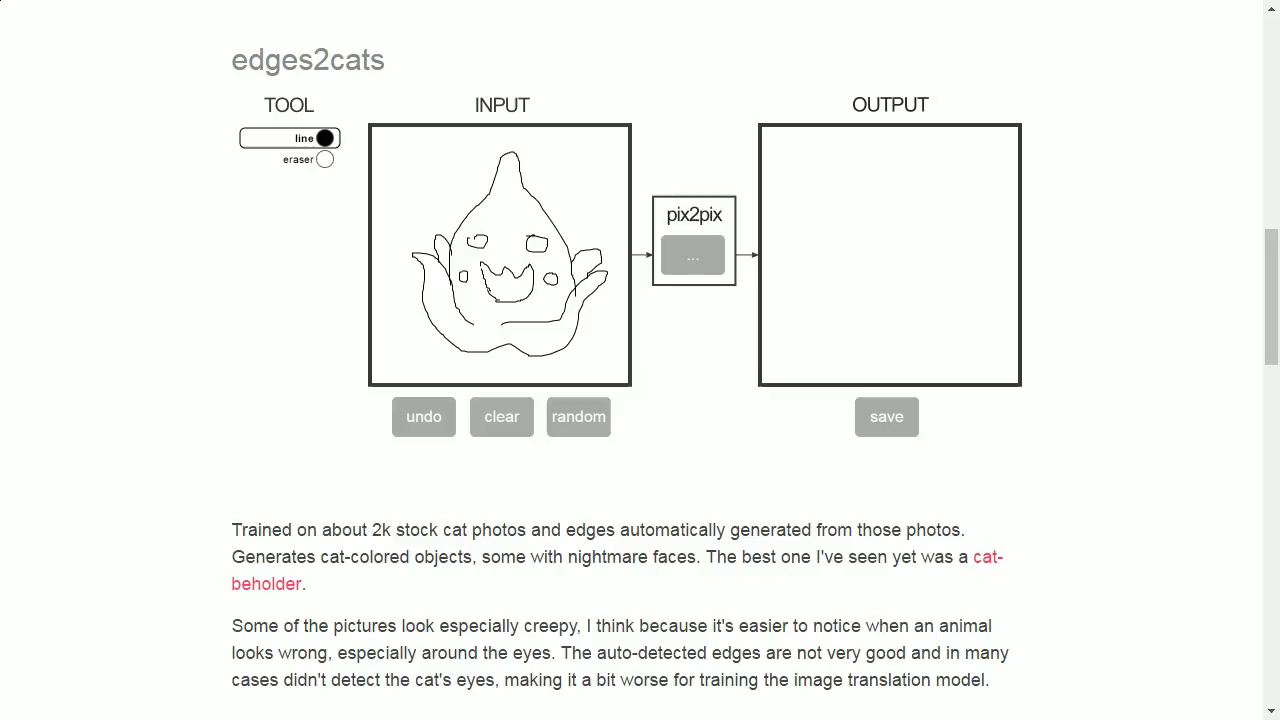 edges2cats
TOOL
INPUT
OUTPUT
line
eraser
pix2pix
...
undo
clear
random
save
Trained on about 2k stock cat photos and edges automatically generated from those photos.
Generates cat-colored objects, some with nightmare faces. The best one I've seen yet was a cat-
beholder.
Some of the pictures look especially creepy, I think because it's easier to notice when an animal
looks wrong, especially around the eyes. The auto-detected edges are not very good and in many
cases didn't detect the cat's eyes, making it a bit worse for training the image translation model.